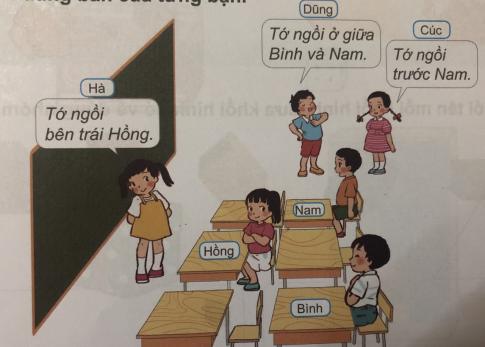 Dũng
Tớ ngồi ở giữa
Bình và Nam.
Cúc
Tớ ngồi
trước Nam.
Hà
Tớ ngồi
bên trái Hồng.
Nam
Hồng
Bình